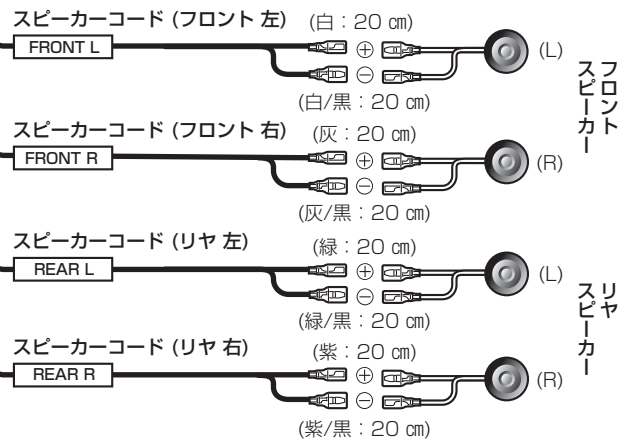 スピーカーコード (フロント 左)
(白：20 ㎝)
FRONT L
⊕
(L)
⊖
(白/黒：20 ㎝)
スピーカーコード (フロント 右)
(灰：20 ㎝)
FRONT R
⊕
(R)
⊖
(灰/黒：20 ㎝)
フロント
スピーカー
スピーカーコード (リヤ 左)
(緑：20 ㎝)
REAR L
⊕
(L)
⊖
(緑/黒：20 ㎝)
スピーカーコード (リヤ 右)
(紫：20 ㎝)
REAR R
⊕
(R)
⊖
(紫/黒：20 ㎝)
リヤ
スピーカー